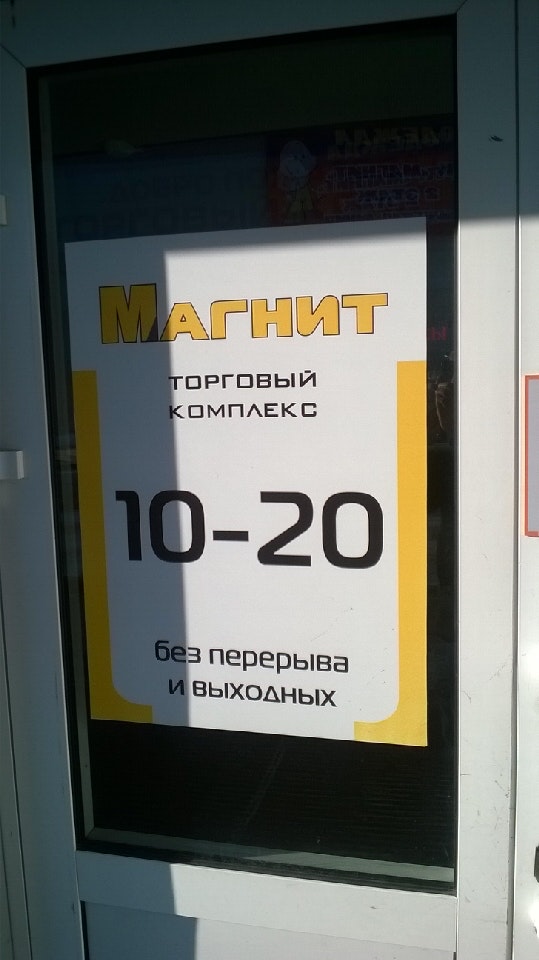 МАГНИТ
ТОРГОВЫЙ
КОМПЛЕКС
10-20
без перерыва
и выходных